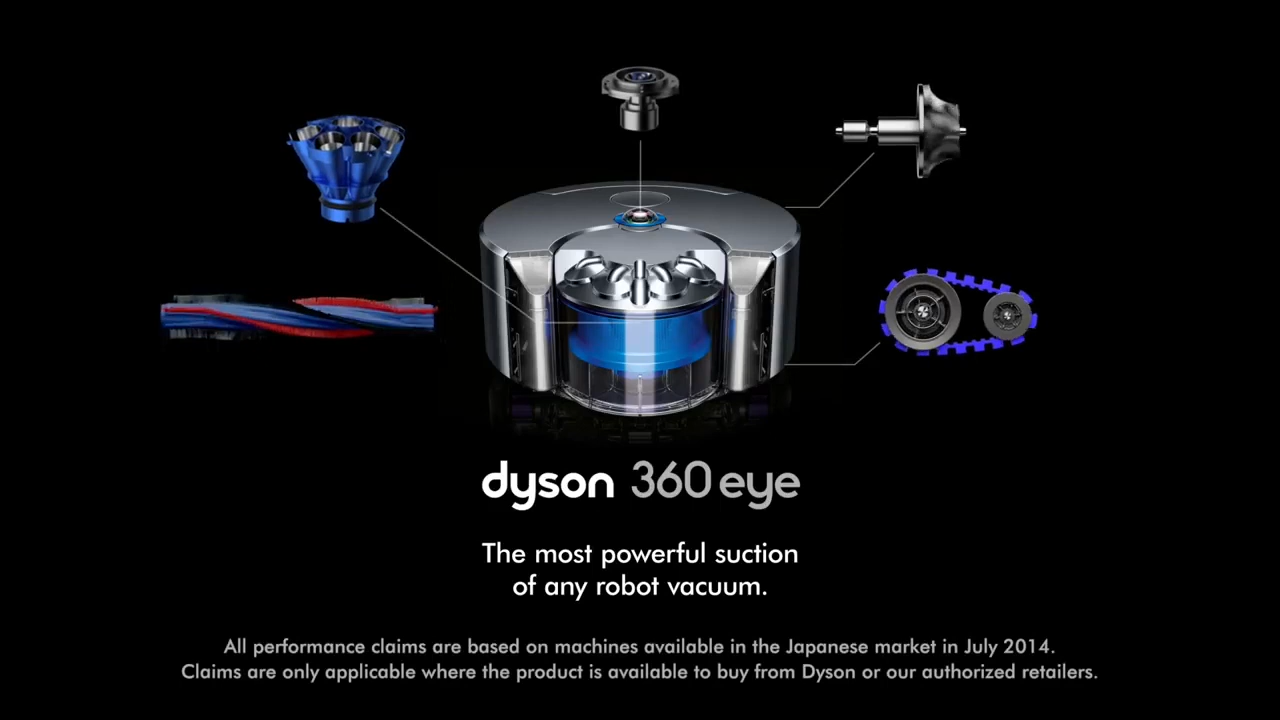 dyson 360 eye
The most powerful suction
of any robot vacuum.
All performance claims are based on machines available in the Japanese market in July 2014.
Claims are only applicable where the product is available to buy from Dyson or our authorized retailers.